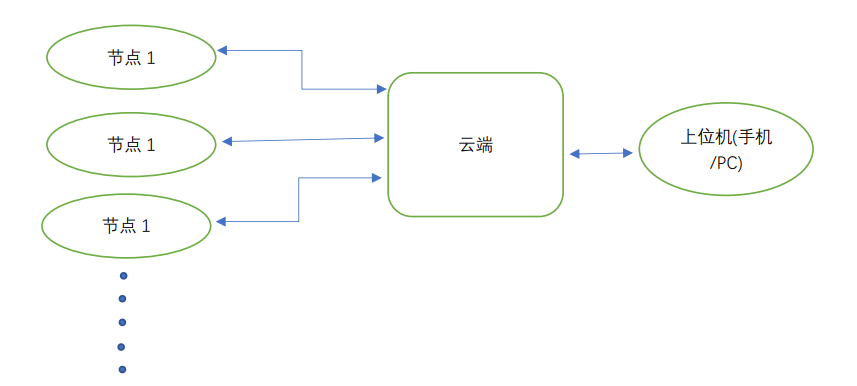 节点 1
节点 1
云端
上位机(手机
/PC)
节点 1